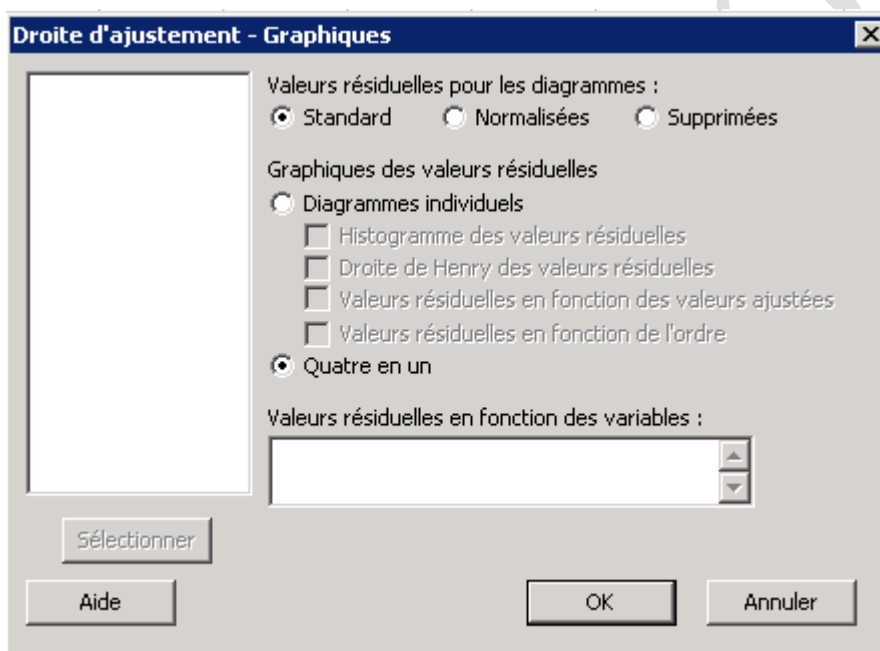 Droite d'ajustement - Graphiques
Valeurs résiduelles pour les diagrammes :
Standard Normalisées Supprimées
Graphiques des valeurs résiduelles
Diagrammes individuels
Histogramme des valeurs résiduelles
Droite de Henry des valeurs résiduelles
Valeurs résiduelles en fonction des valeurs ajustées
Valeurs résiduelles en fonction de l'ordre
Quatre en un
Valeurs résiduelles en fonction des variables :
Sélectionner
Aide OK Annuler